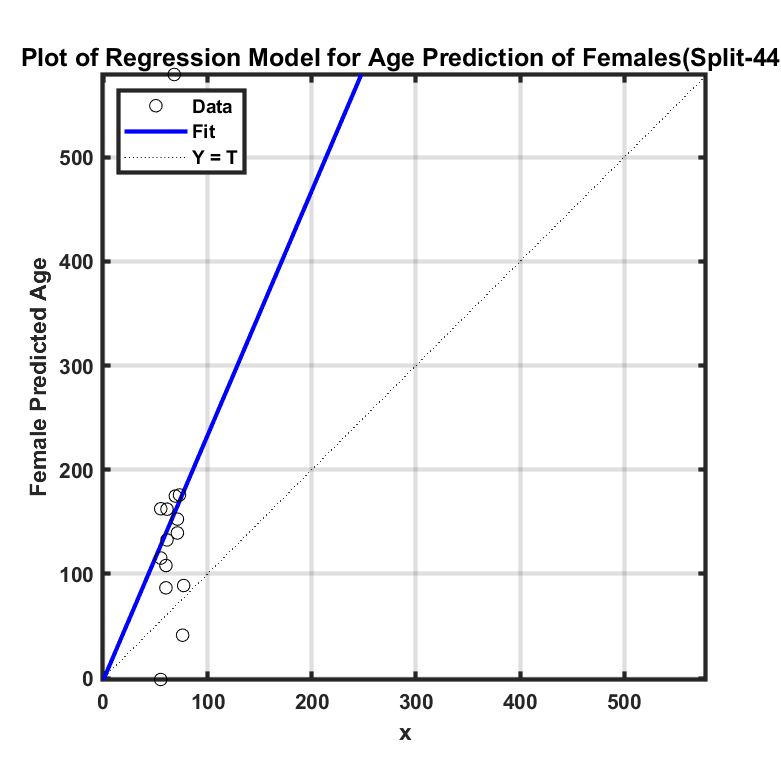 Plot of Regression Model for Age Prediction of Females(Split-44
Data
Fit
Y = T
Female Predicted Age
500
400
300
200
100
0
0 100 200 300 400 500
x